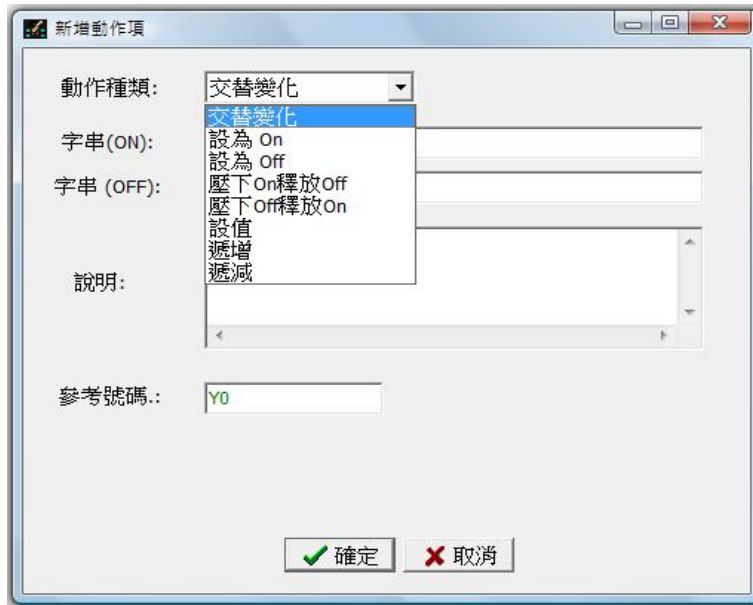 新增動作項
動作種類: 交替變化
交替變化
設為 On
設為 Off
壓下On釋放Off
壓下Off釋放On
設值
遞增
遞減
字串(ON):
字串 (OFF):
說明:
參考號碼.: Y0
確定 取消